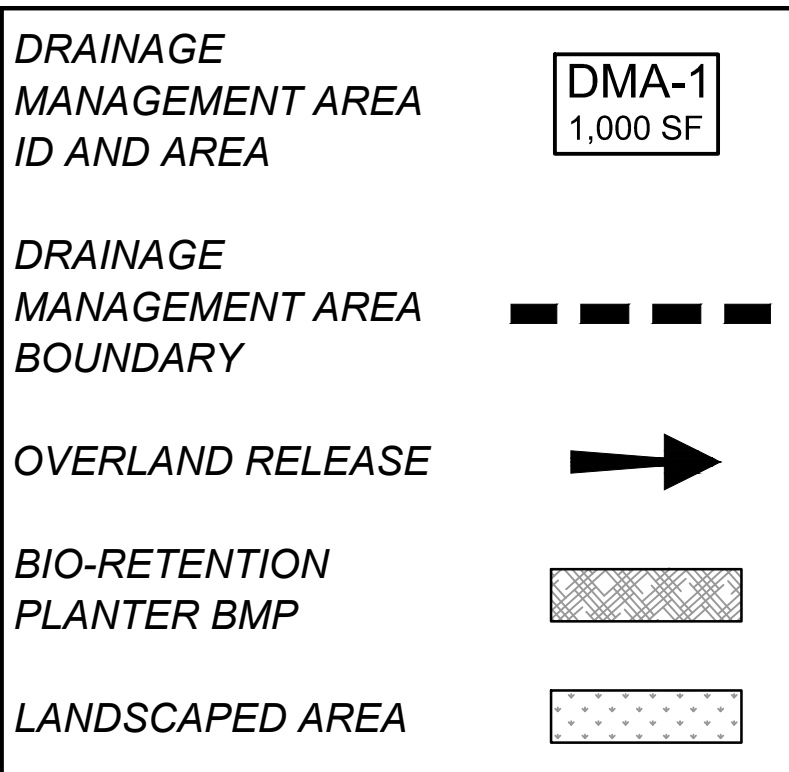 DRAINAGE
MANAGEMENT AREA
ID AND AREA
DMA-1
1,000 SF
DRAINAGE
MANAGEMENT AREA
BOUNDARY
OVERLAND RELEASE
BIO-RETENTION
PLANTER BMP
LANDSCAPED AREA